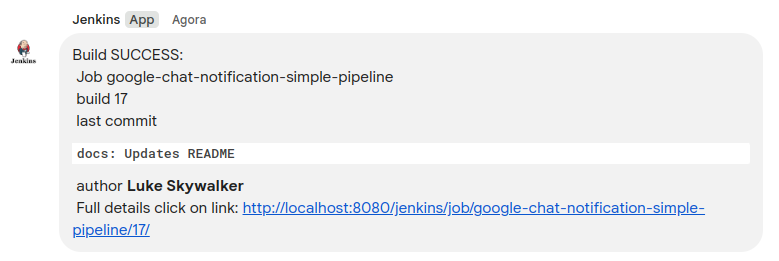 Jenkins App Agora
Jenkins
Build SUCCESS:
Job google-chat-notification-simple-pipeline
build 17
last commit
docs: Updates README
author Luke Skywalker
Full details click on link: http://localhost:8080/jenkins/job/google-chat-notification-simple-
pipeline/17/